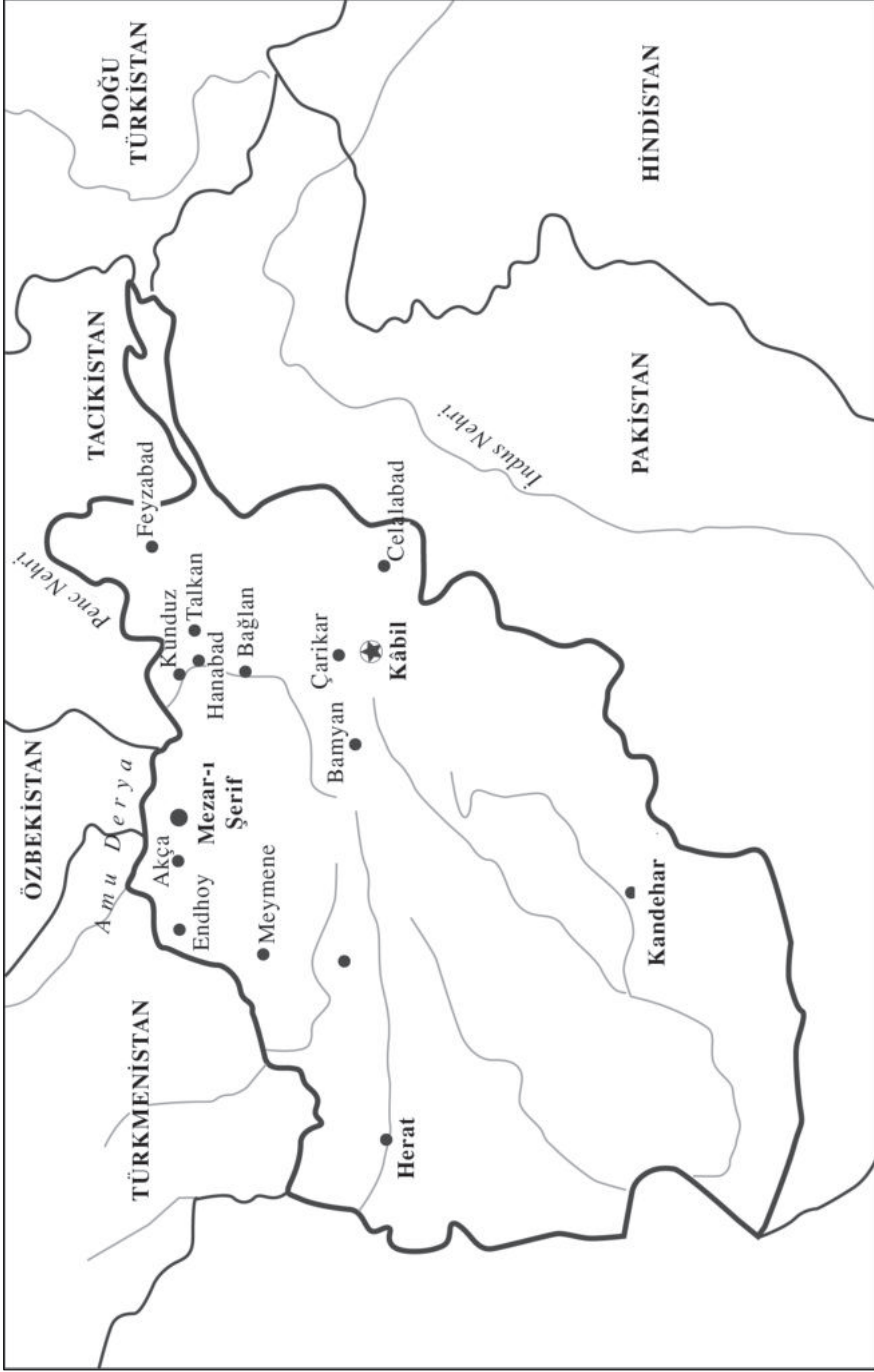 DOĞU
TÜRKİSTAN
TACİKİSTAN
ÖZBEKİSTAN
TÜRKMENİSTAN
HİNDİSTAN
PAKİSTAN
Penc Nehri
Amu Derya
İndus Nehri
Feyzabad
Kunduz
Talkan
Hanabad
Bağlan
Mezar-ı
Şerif
Akça
Endhoy
Meymene
Çarikar
Kâbil
Celalabad
Bamyan
Herat
Kandehar